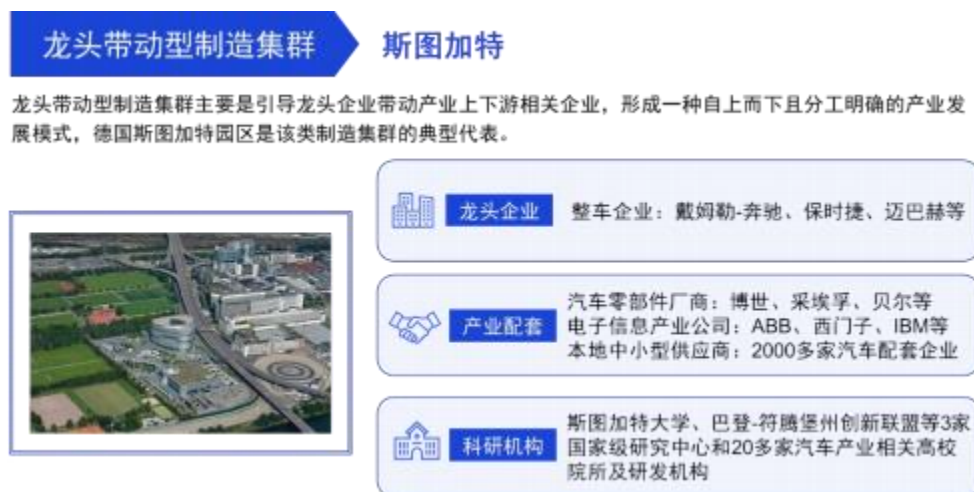 龙头带动型制造集群
斯图加特
龙头带动型制造集群主要是引导龙头企业带动产业上下游相关企业，形成一种自上而下且分工明确的产业发
展模式，德国斯图加特园区是该类制造集群的典型代表。
龙头企业
整车企业：戴姆勒-奔驰、保时捷、迈巴赫等
产业配套
汽车零部件厂商：博世、采埃孚、贝尔等
电子信息产业公司：ABB、西门子、IBM等
本地中小型供应商：2000多家汽车配套企业
科研机构
斯图加特大学、巴登-符腾堡州创新联盟等3家
国家级研究中心和20多家汽车产业相关高校
院所及研发机构